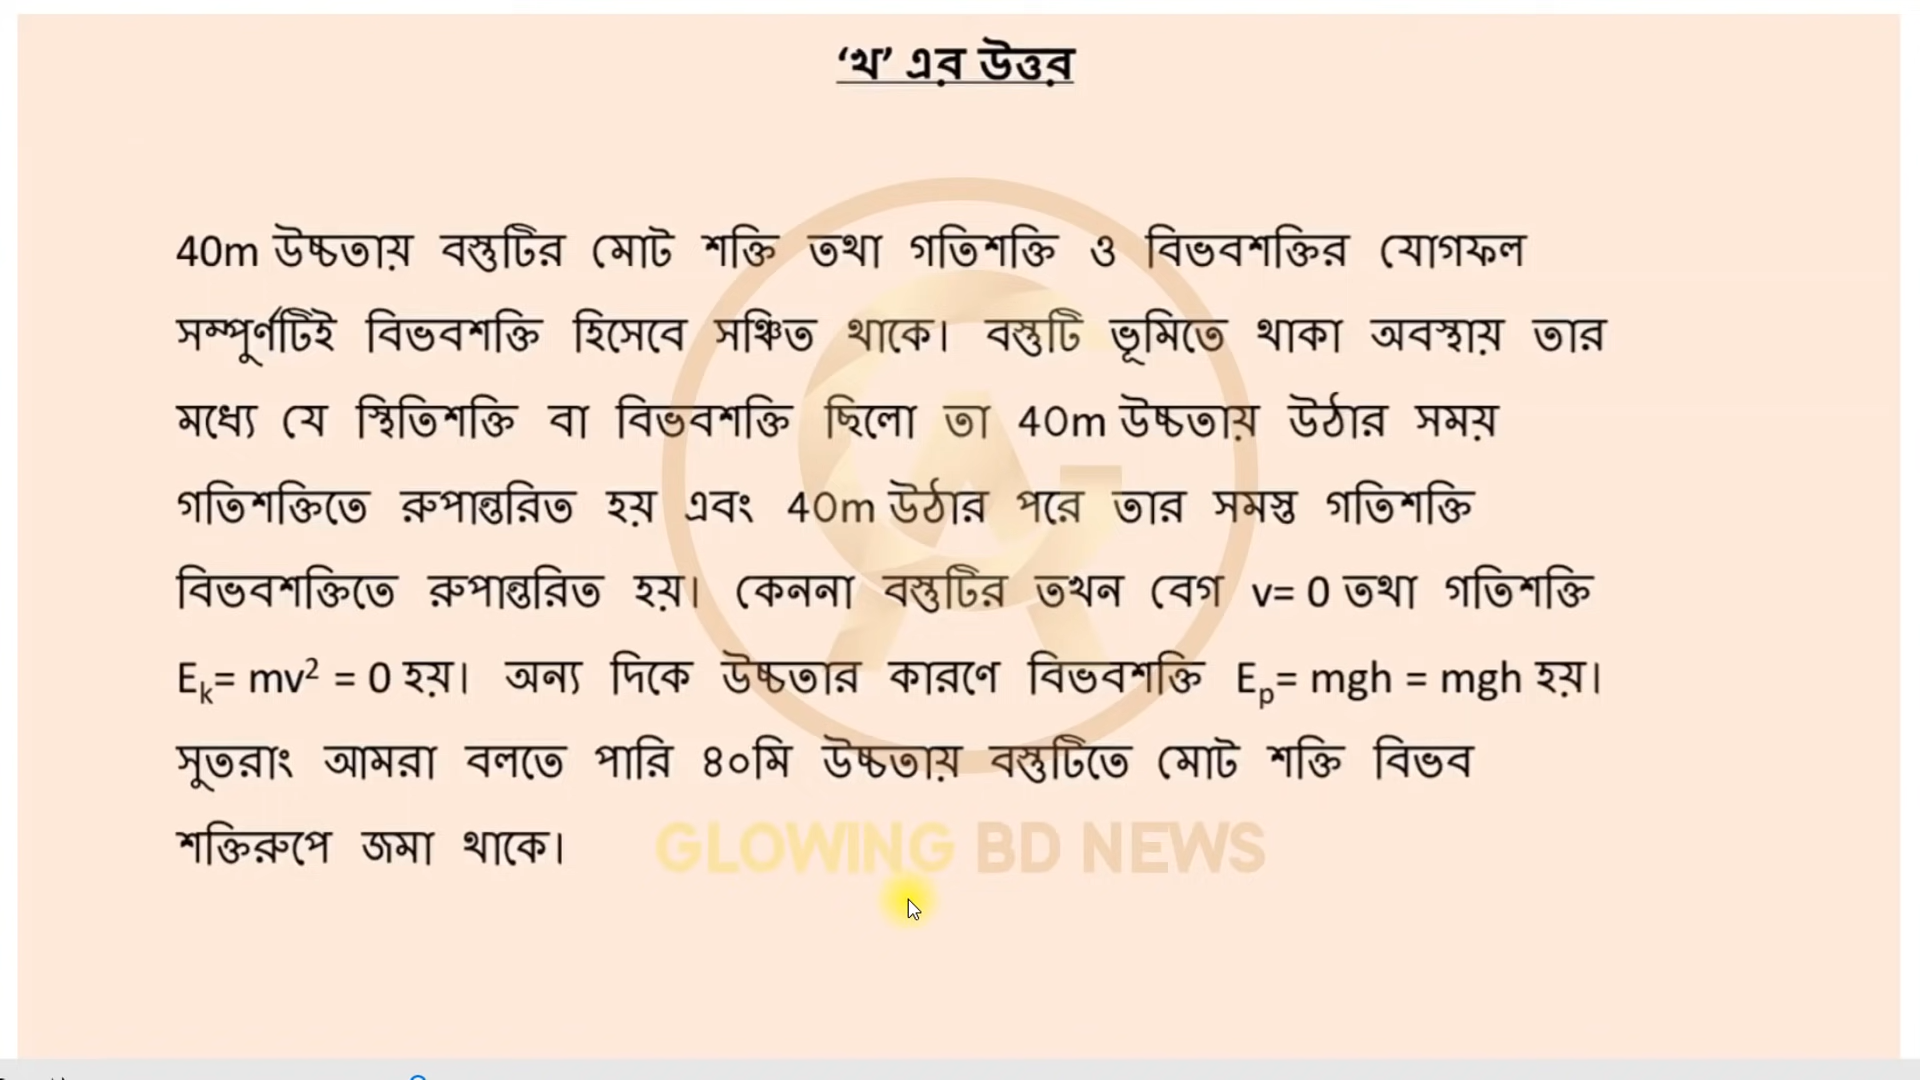 ‘খ’ এর উত্তর
40m উচ্চতায় বস্তুটির মোট শক্তি তথা গতিশক্তি ও বিভবশক্তির যোগফল
সম্পুর্ণটিই বিভবশক্তি হিসেবে সঞ্চিত থাকে। বস্তুটি ভূমিতে থাকা অবস্থায় তার
মধ্যে যে স্থিতিশক্তি বা বিভবশক্তি ছিলো তা 40m উচ্চতায় উঠার সময়
গতিশক্তিতে রুপান্তরিত হয় এবং 40m উঠার পরে তার সমস্ত গতিশক্তি
বিভবশক্তিতে রুপান্তরিত হয়। কেননা বস্তুটির তখন বেগ v= 0 তথা গতিশক্তি
Eₖ= mv² = 0 হয়। অন্য দিকে উচ্চতার কারণে বিভবশক্তি Eₚ= mgh = mgh হয়।
সুতরাং আমরা বলতে পারি ৪০মি উচ্চতায় বস্তুটিতে মোট শক্তি বিভব
শক্তিরুপে জমা থাকে।
GLOWING BD NEWS